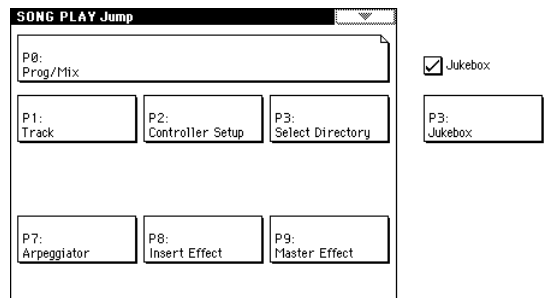 SONG PLAY Jump
P0:
Prog/Mix
Jukebox
P1:
Track
P2:
Controller Setup
P3:
Select Directory
P3:
Jukebox
P7:
Arpeggiator
P8:
Insert Effect
P9:
Master Effect